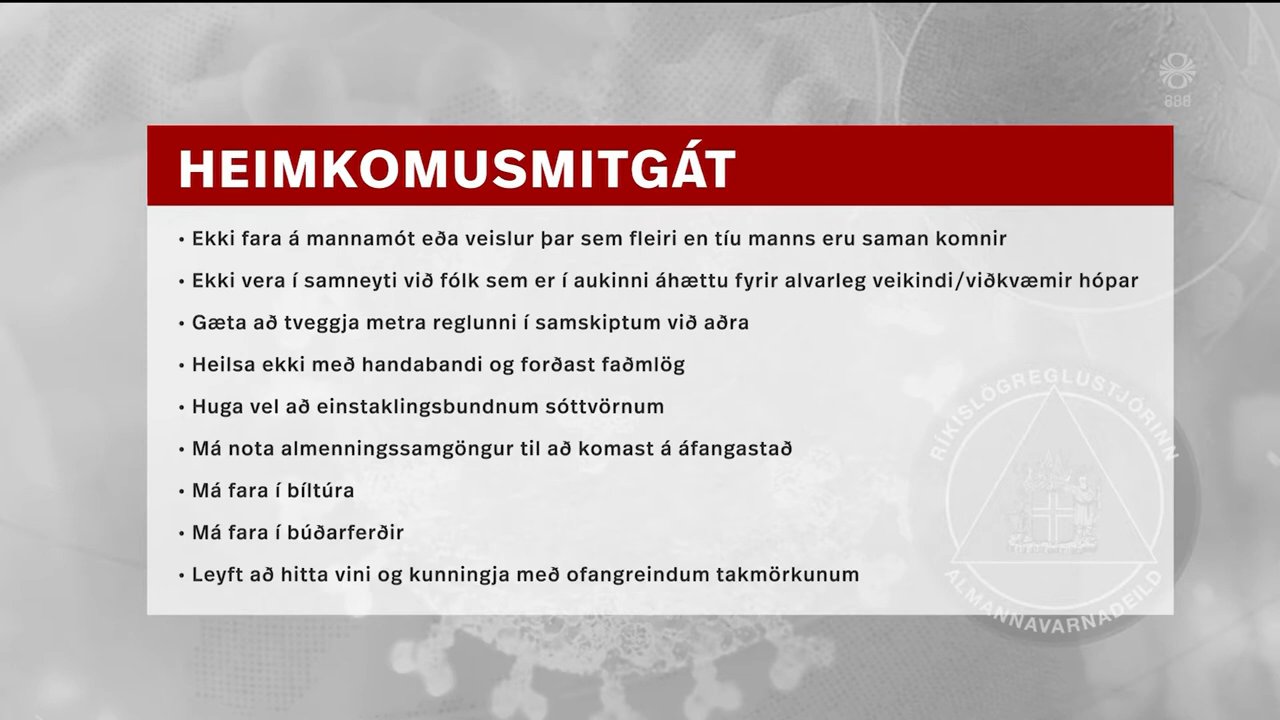 888
HEIMKOMUSMITGÁT
• Ekki fara á mannamót eða veislur þar sem fleiri en tíu manns eru saman komnir
• Ekki vera í samneyti við fólk sem er í aukinni áhættu fyrir alvarleg veikindi/viðkvæmir hópar
• Gæta að tveggja metra reglunni í samskiptum við aðra
• Heilsa ekki með handabandi og forðast faðmlög
• Huga vel að einstaklingsbundnum sóttvörnum
• Má nota almenningssamgöngur til að komast á áfangastað
• Má fara í bíltúra
• Má fara í búðarferðir
• Leyft að hitta vini og kunningja með ofangreindum takmörkunum
RÍKISLÖGREGLUSTJÓRINN
ALMANNAVARNADEILD